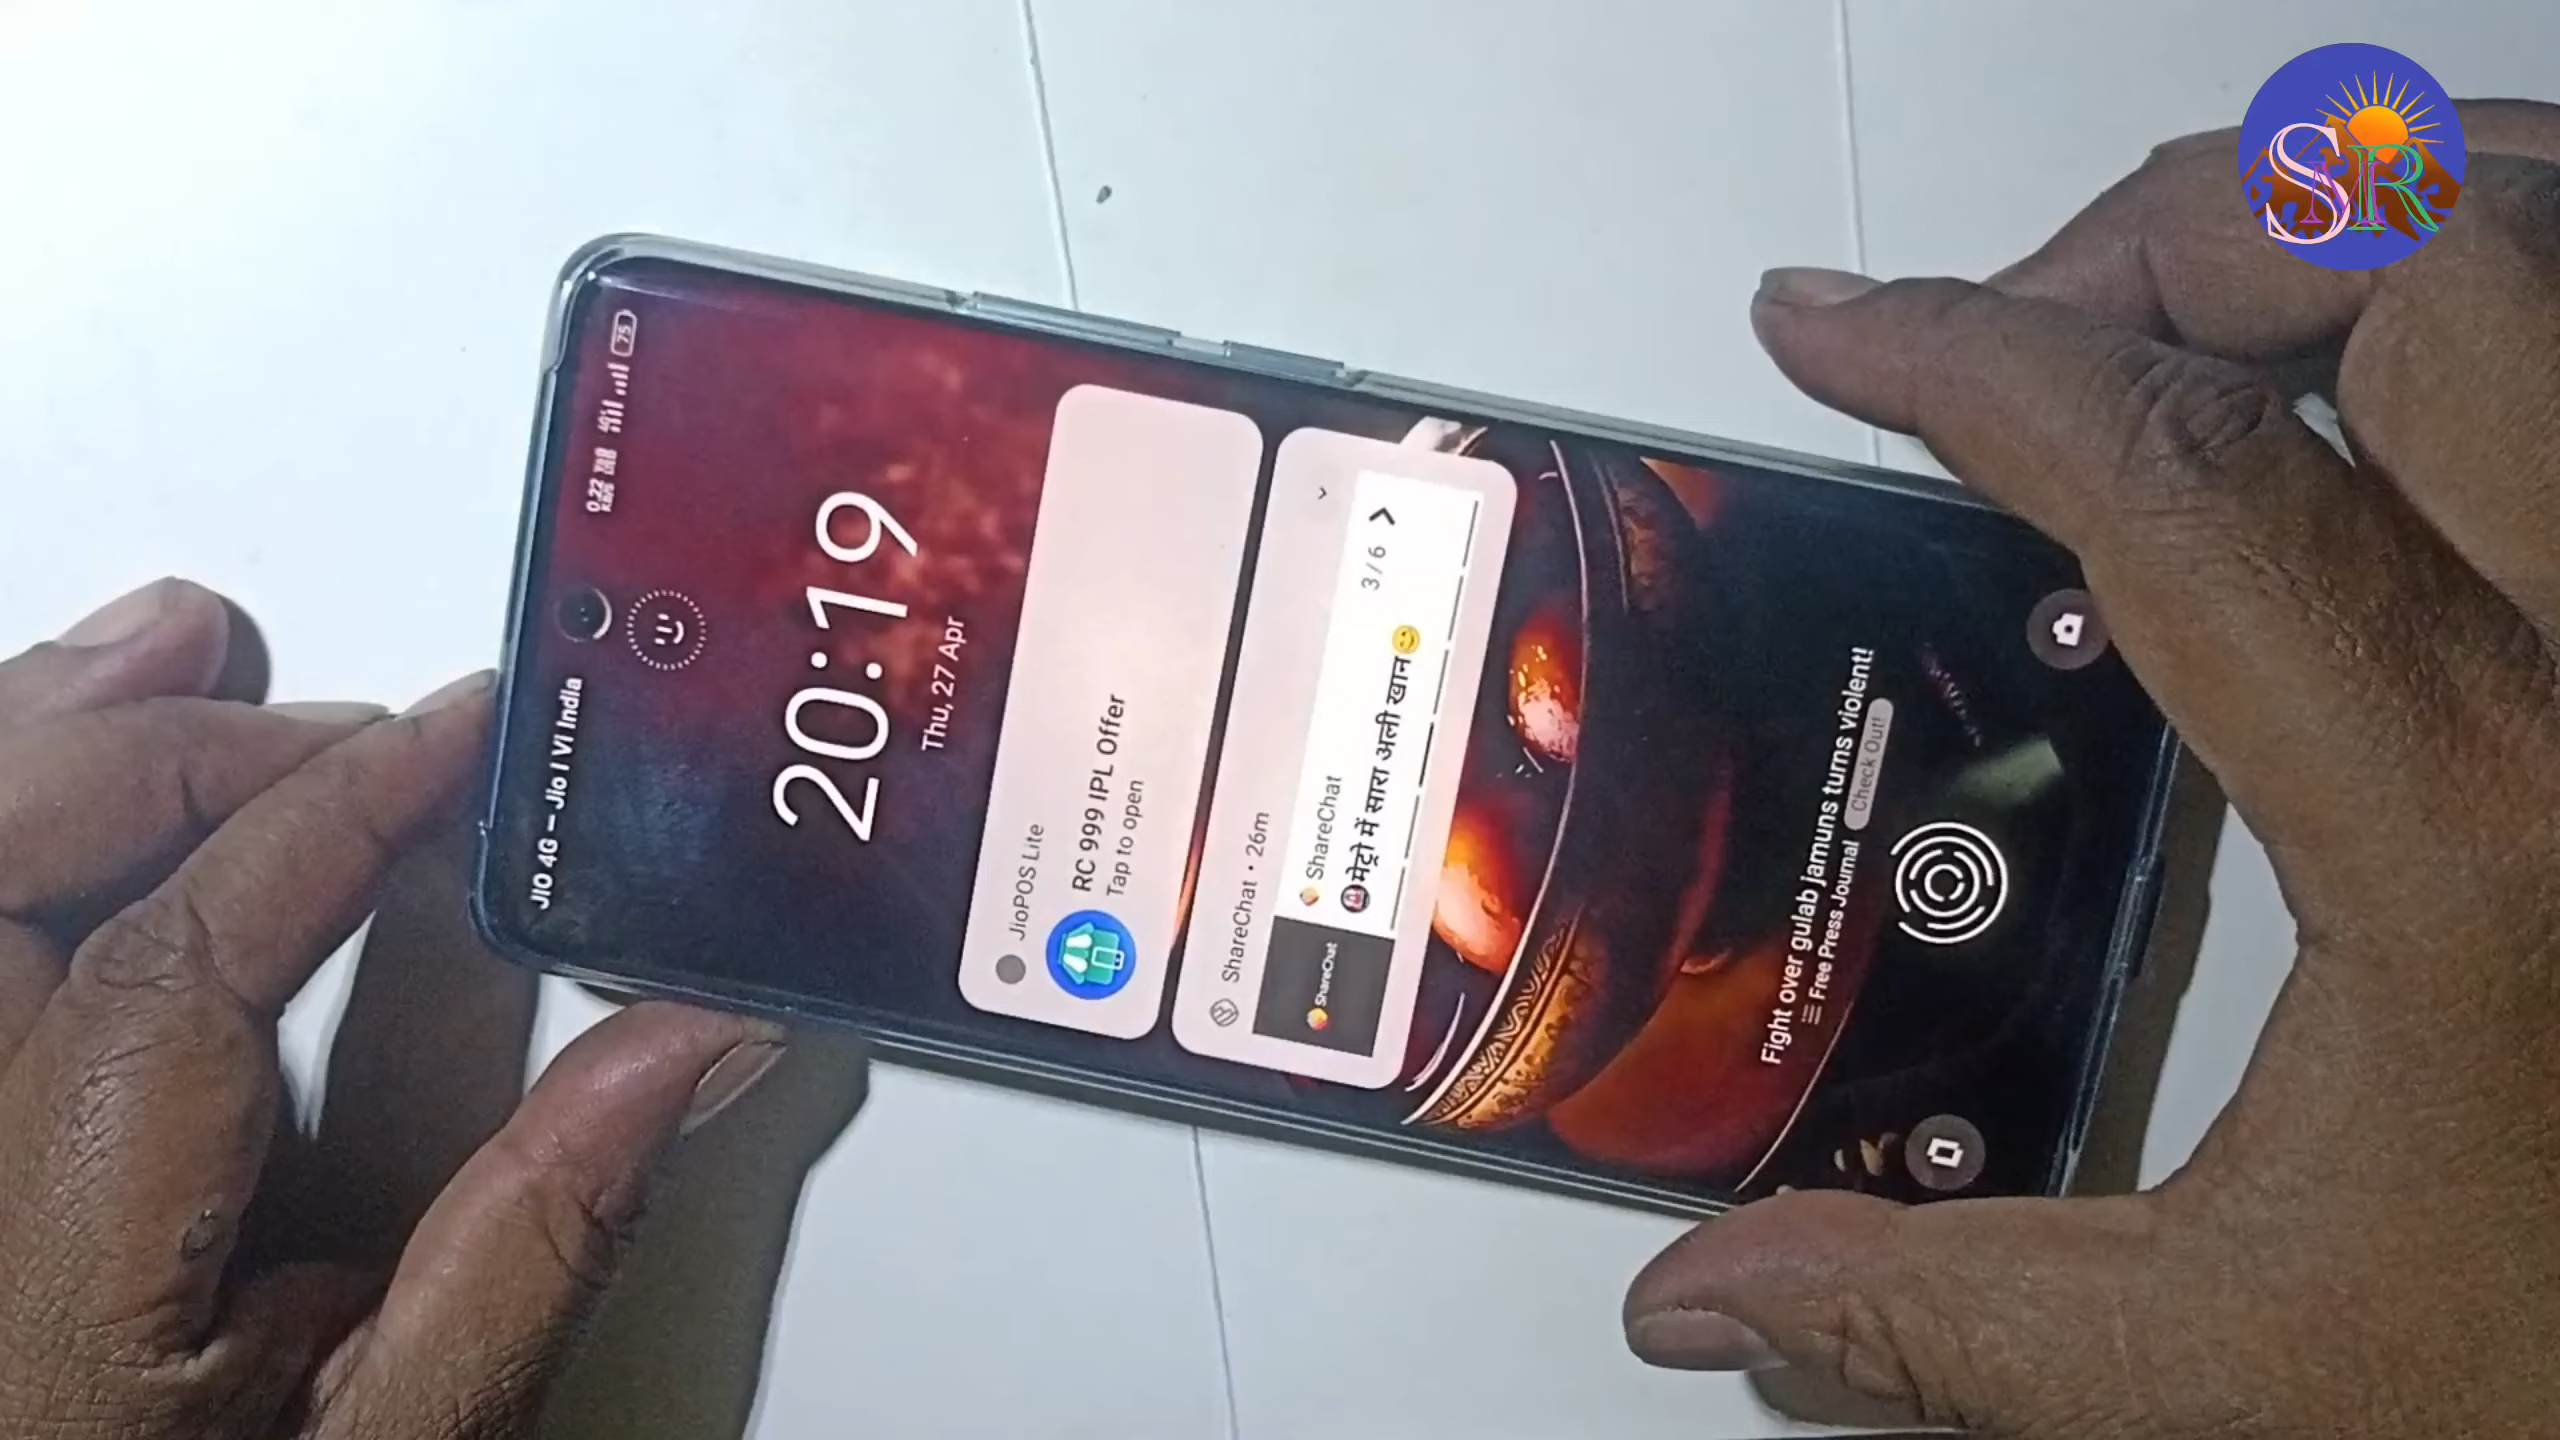 JIO 4G — Jio | Vi India
0.22 KB/S 4G 75
20:19
Thu, 27 Apr
JioPOS Lite
RC 999 IPL Offer
Tap to open
ShareChat • 26m
ShareChat
ShareChat
🚇मेट्रो में सारा अली खान😊
3 / 6
Fight over gulab jamuns turns violent!
Free Press Journal Check Out!
SMR